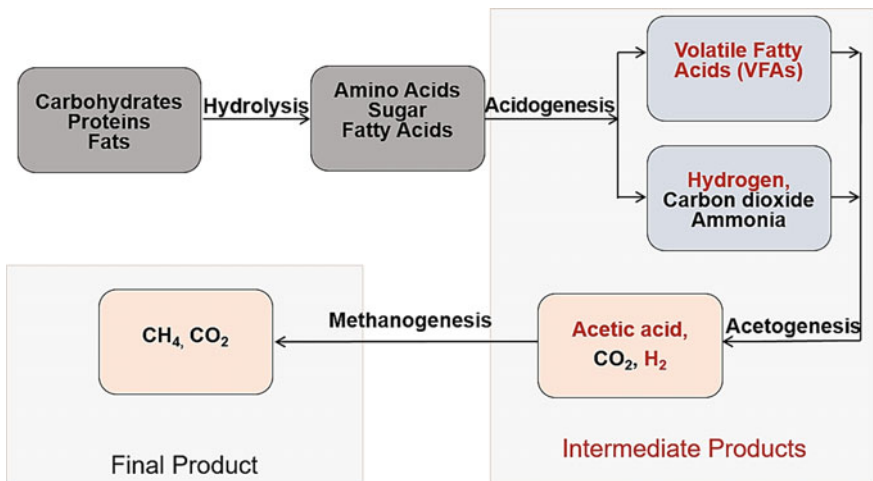 Carbohydrates
Proteins
Fats
Hydrolysis
Amino Acids
Sugar
Fatty Acids
Acidogenesis
Volatile Fatty
Acids (VFAs)
Hydrogen,
Carbon dioxide
Ammonia
Acetogenesis
Acetic acid,
CO₂, H₂
Methanogenesis
CH₄, CO₂
Final Product
Intermediate Products